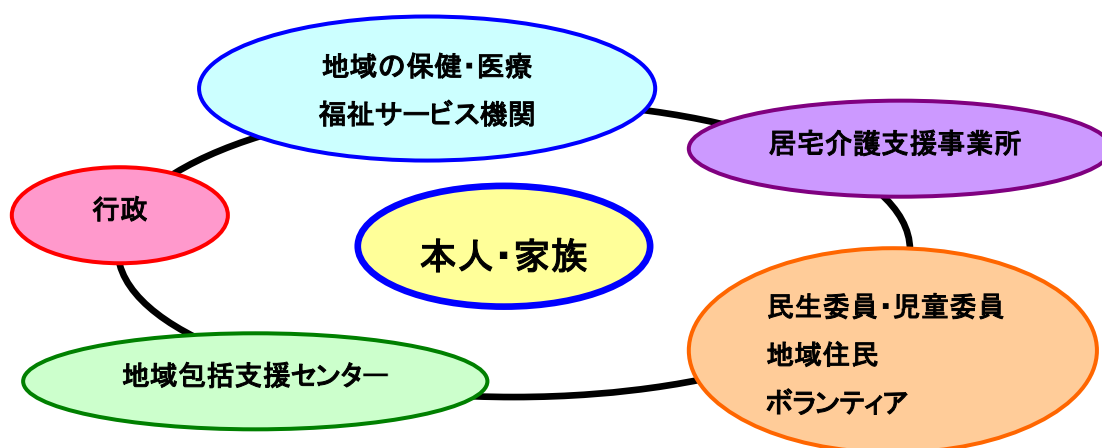 地域の保健・医療
福祉サービス機関
居宅介護支援事業所
行政
本人・家族
民生委員・児童委員
地域住民
ボランティア
地域包括支援センター